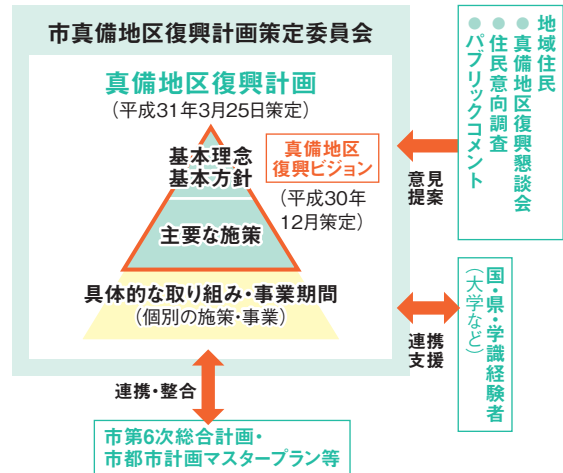 市真備地区復興計画策定委員会
真備地区復興計画
(平成31年3月25日策定)
基本理念
基本方針
主要な施策
真備地区
復興ビジョン
(平成30年
12月策定)
具体的な取り組み・事業期間
(個別の施策・事業)
地域住民
●真備地区復興懇談会
●住民意向調査
●パブリックコメント
意見
提案
国・県・学識経験者
(大学など)
連携
支援
連携・整合
市第6次総合計画・
市都市計画マスタープラン等